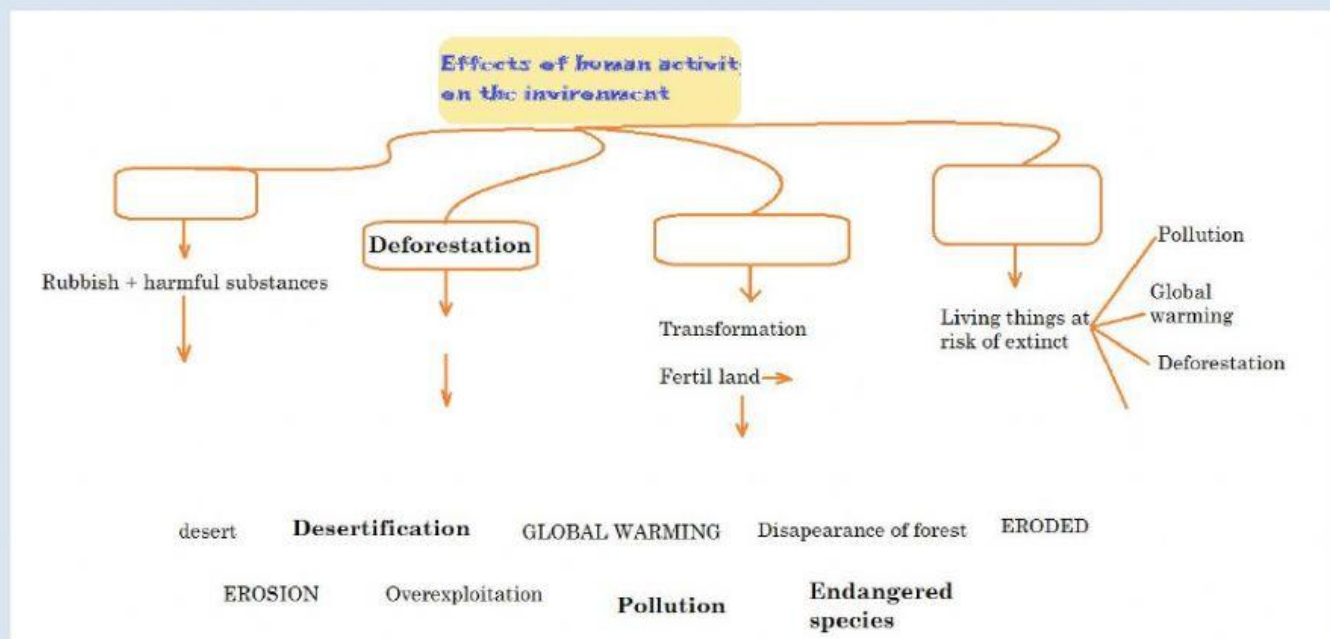 Effects of human activit
on the invironment
Deforestation
Rubbish + harmful substances
Transformation
Fertil land
Living things at
risk of extinct
Pollution
Global
warming
Deforestation
desert
Desertification
GLOBAL WARMING
Disapearance of forest
ERODED
EROSION
Overexploitation
Pollution
Endangered
species